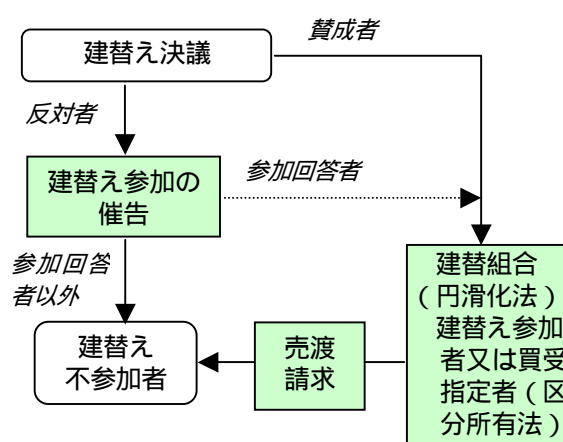 賛成者
建替え決議
反対者
建替え参加の
催告
参加回答者
参加回答
者以外
建替え
不参加者
売渡
請求
建替組合
(円滑化法)
建替え参加
者又は買受
指定者(区
分所有法)